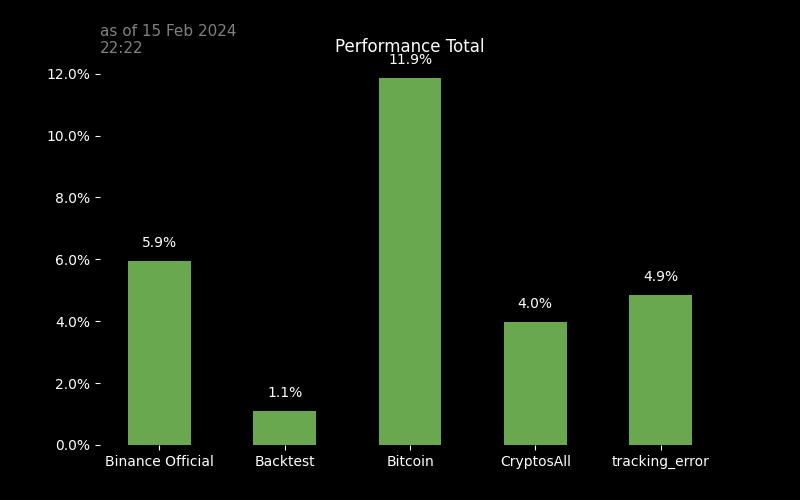 as of 15 Feb 2024
22:22
Performance Total
12.0%
10.0%
8.0%
6.0%
4.0%
2.0%
0.0%
5.9%
1.1%
11.9%
4.0%
4.9%
Binance Official
Backtest
Bitcoin
CryptosAll
tracking_error